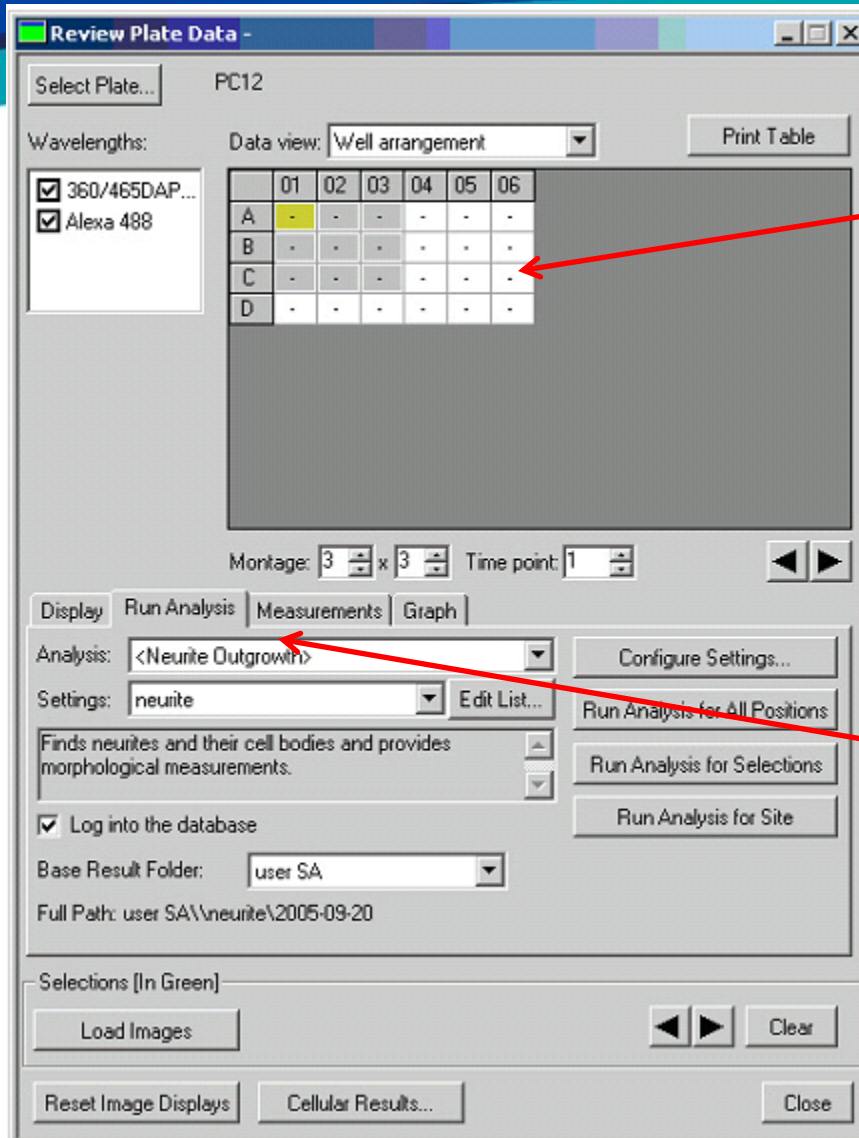 Review Plate Data -
Select Plate... PC12
Wavelengths: Data view: Well arrangement Print Table
360/465DAP...
Alexa 488
01 02 03 04 05 06
A - - - - - -
B - - - - - -
C - - - - - -
D - - - - - -
Montage: 3 x 3 Time point: 1
Display Run Analysis Measurements Graph
Analysis: <Neurite Outgrowth> Configure Settings...
Settings: neurite Edit List... Run Analysis for All Positions
Finds neurites and their cell bodies and provides
morphological measurements.
Run Analysis for Selections
Log into the database Run Analysis for Site
Base Result Folder: user SA
Full Path: user SA\\neurite\2005-09-20
Selections [In Green]
Load Images Clear
Reset Image Displays Cellular Results... Close